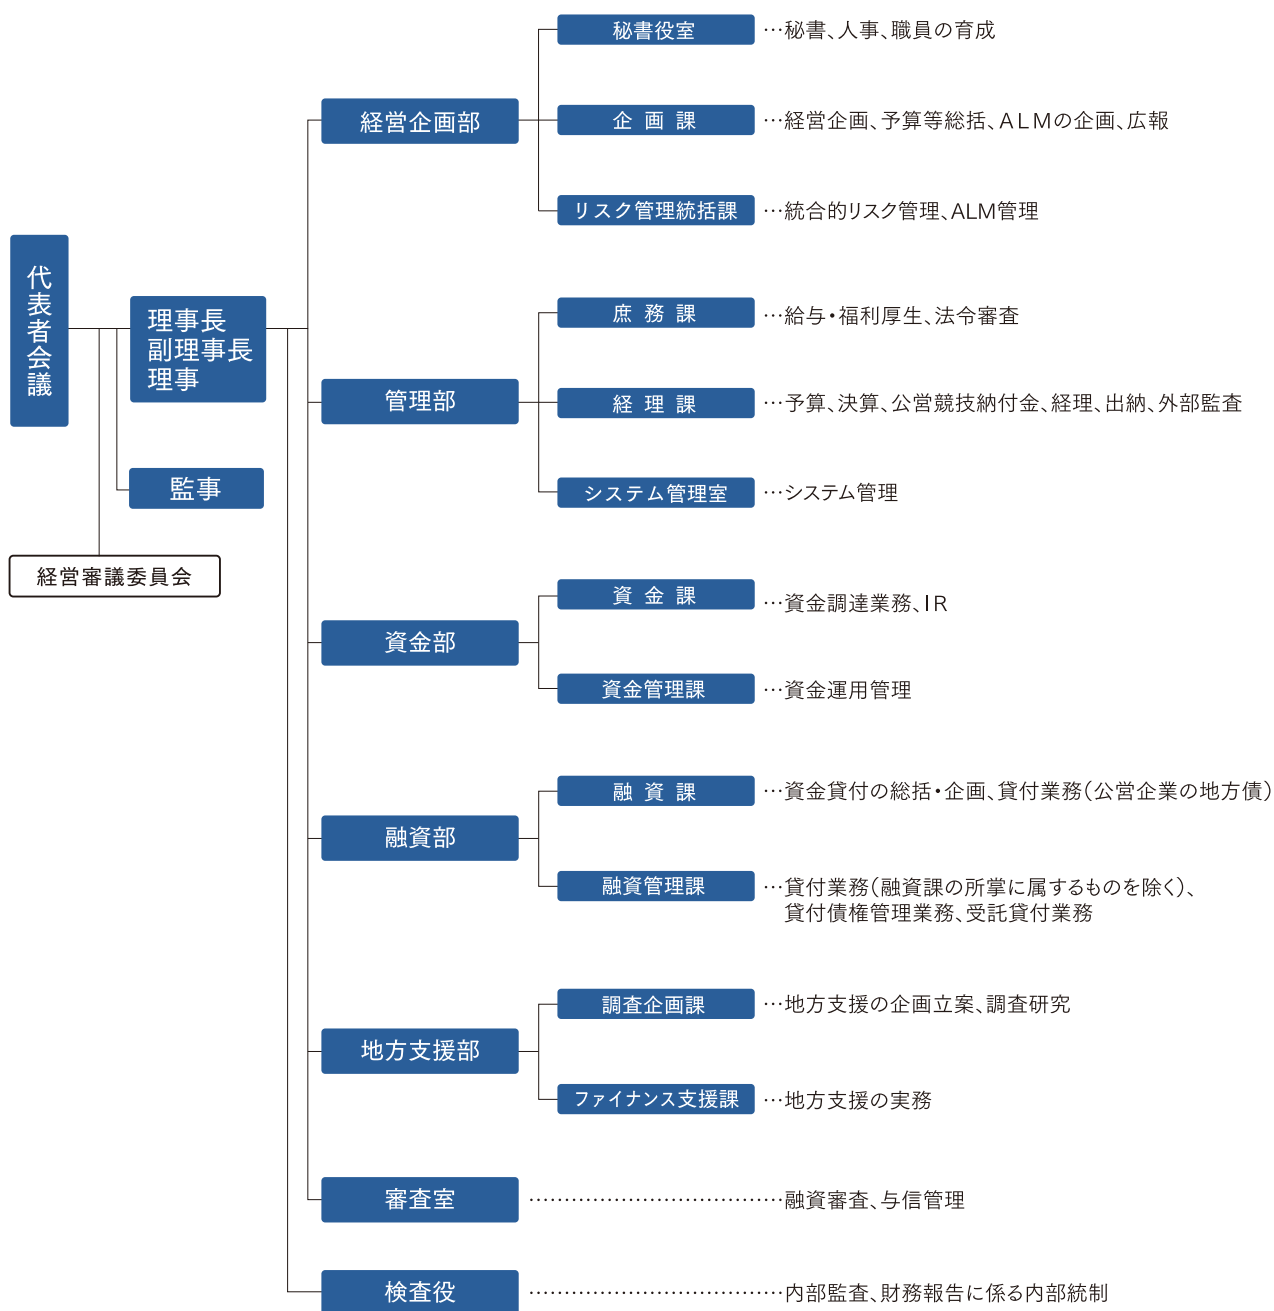 代表者会議
理事長
副理事長
理事
監事
経営審議委員会
経営企画部
秘書役室 …秘書、人事、職員の育成
企画課 …経営企画、予算等総括、ALMの企画、広報
リスク管理統括課 …統合的リスク管理、ALM管理
管理部
庶務課 …給与・福利厚生、法令審査
経理課 …予算、決算、公営競技納付金、経理、出納、外部監査
システム管理室 …システム管理
資金部
資金課 …資金調達業務、IR
資金管理課 …資金運用管理
融資部
融資課 …資金貸付の総括・企画、貸付業務(公営企業の地方債)
融資管理課 …貸付業務(融資課の所掌に属するものを除く)、
貸付債権管理業務、受託貸付業務
地方支援部
調査企画課 …地方支援の企画立案、調査研究
ファイナンス支援課 …地方支援の実務
審査室 ………………………………融資審査、与信管理
検査役 ………………………………内部監査、財務報告に係る内部統制